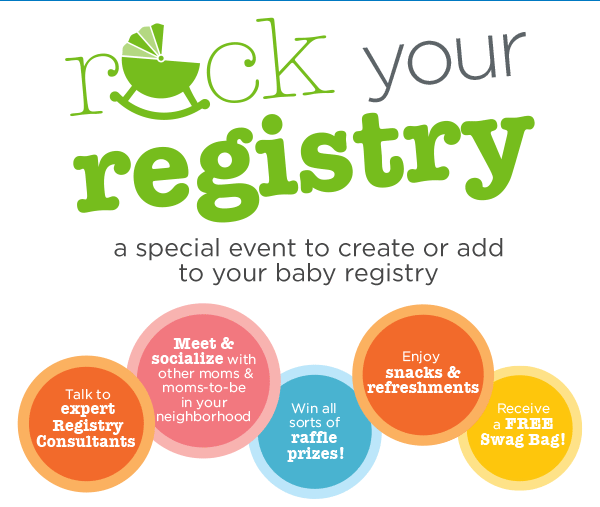 rock your
registry
a special event to create or add
to your baby registry
Talk to
expert
Registry
Consultants
Meet &
socialize with
other moms &
moms-to-be
in your
neighborhood
Win all
sorts of
raffle
prizes!
Enjoy
snacks &
refreshments
Receive
a FREE
Swag Bag!